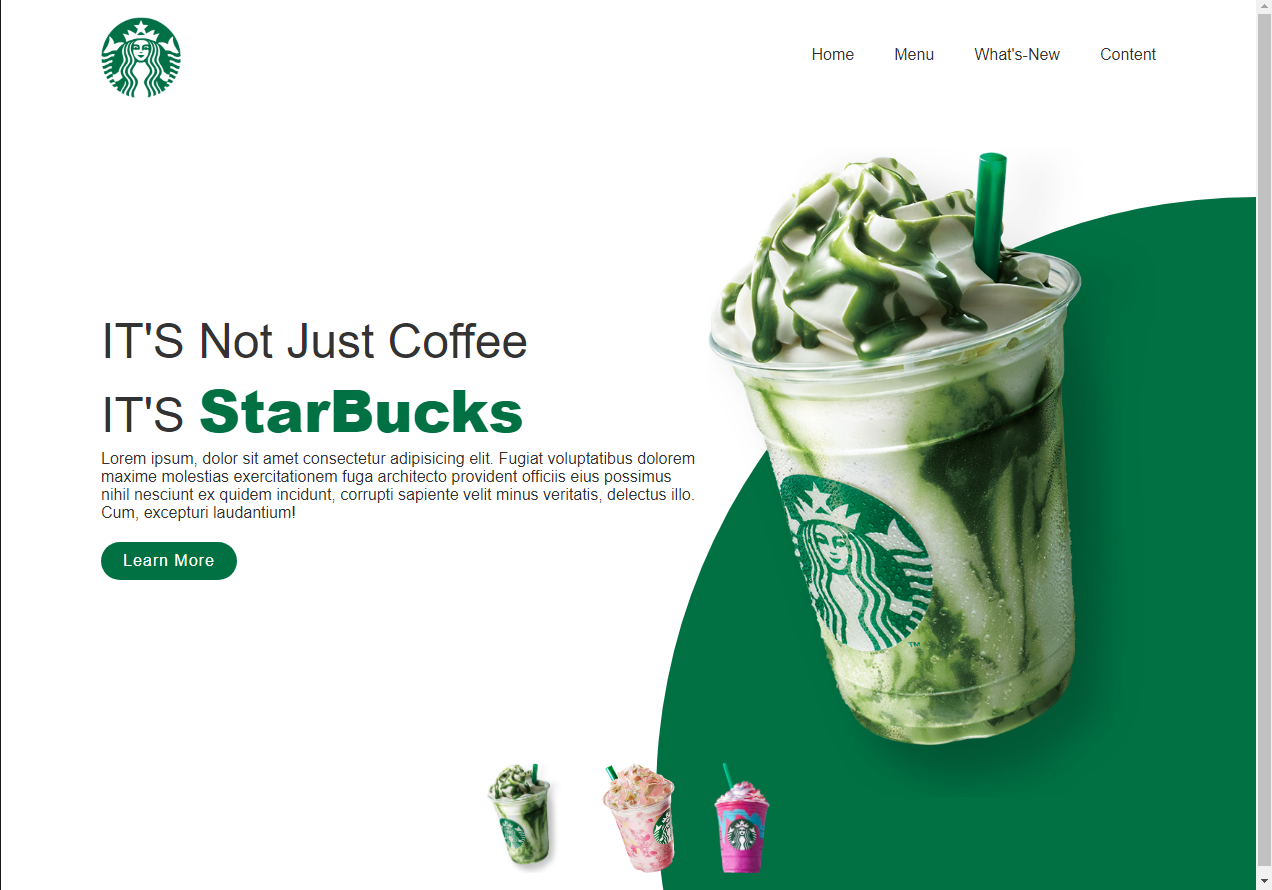 Home Menu What's-New Content
IT'S Not Just Coffee
IT'S StarBucks
Lorem ipsum, dolor sit amet consectetur adipisicing elit. Fugiat voluptatibus dolorem
maxime molestias exercitationem fuga architecto provident officiis eius possimus
nihil nesciunt ex quidem incidunt, corrupti sapiente velit minus veritatis, delectus illo.
Cum, excepturi laudantium!
Learn More
TM